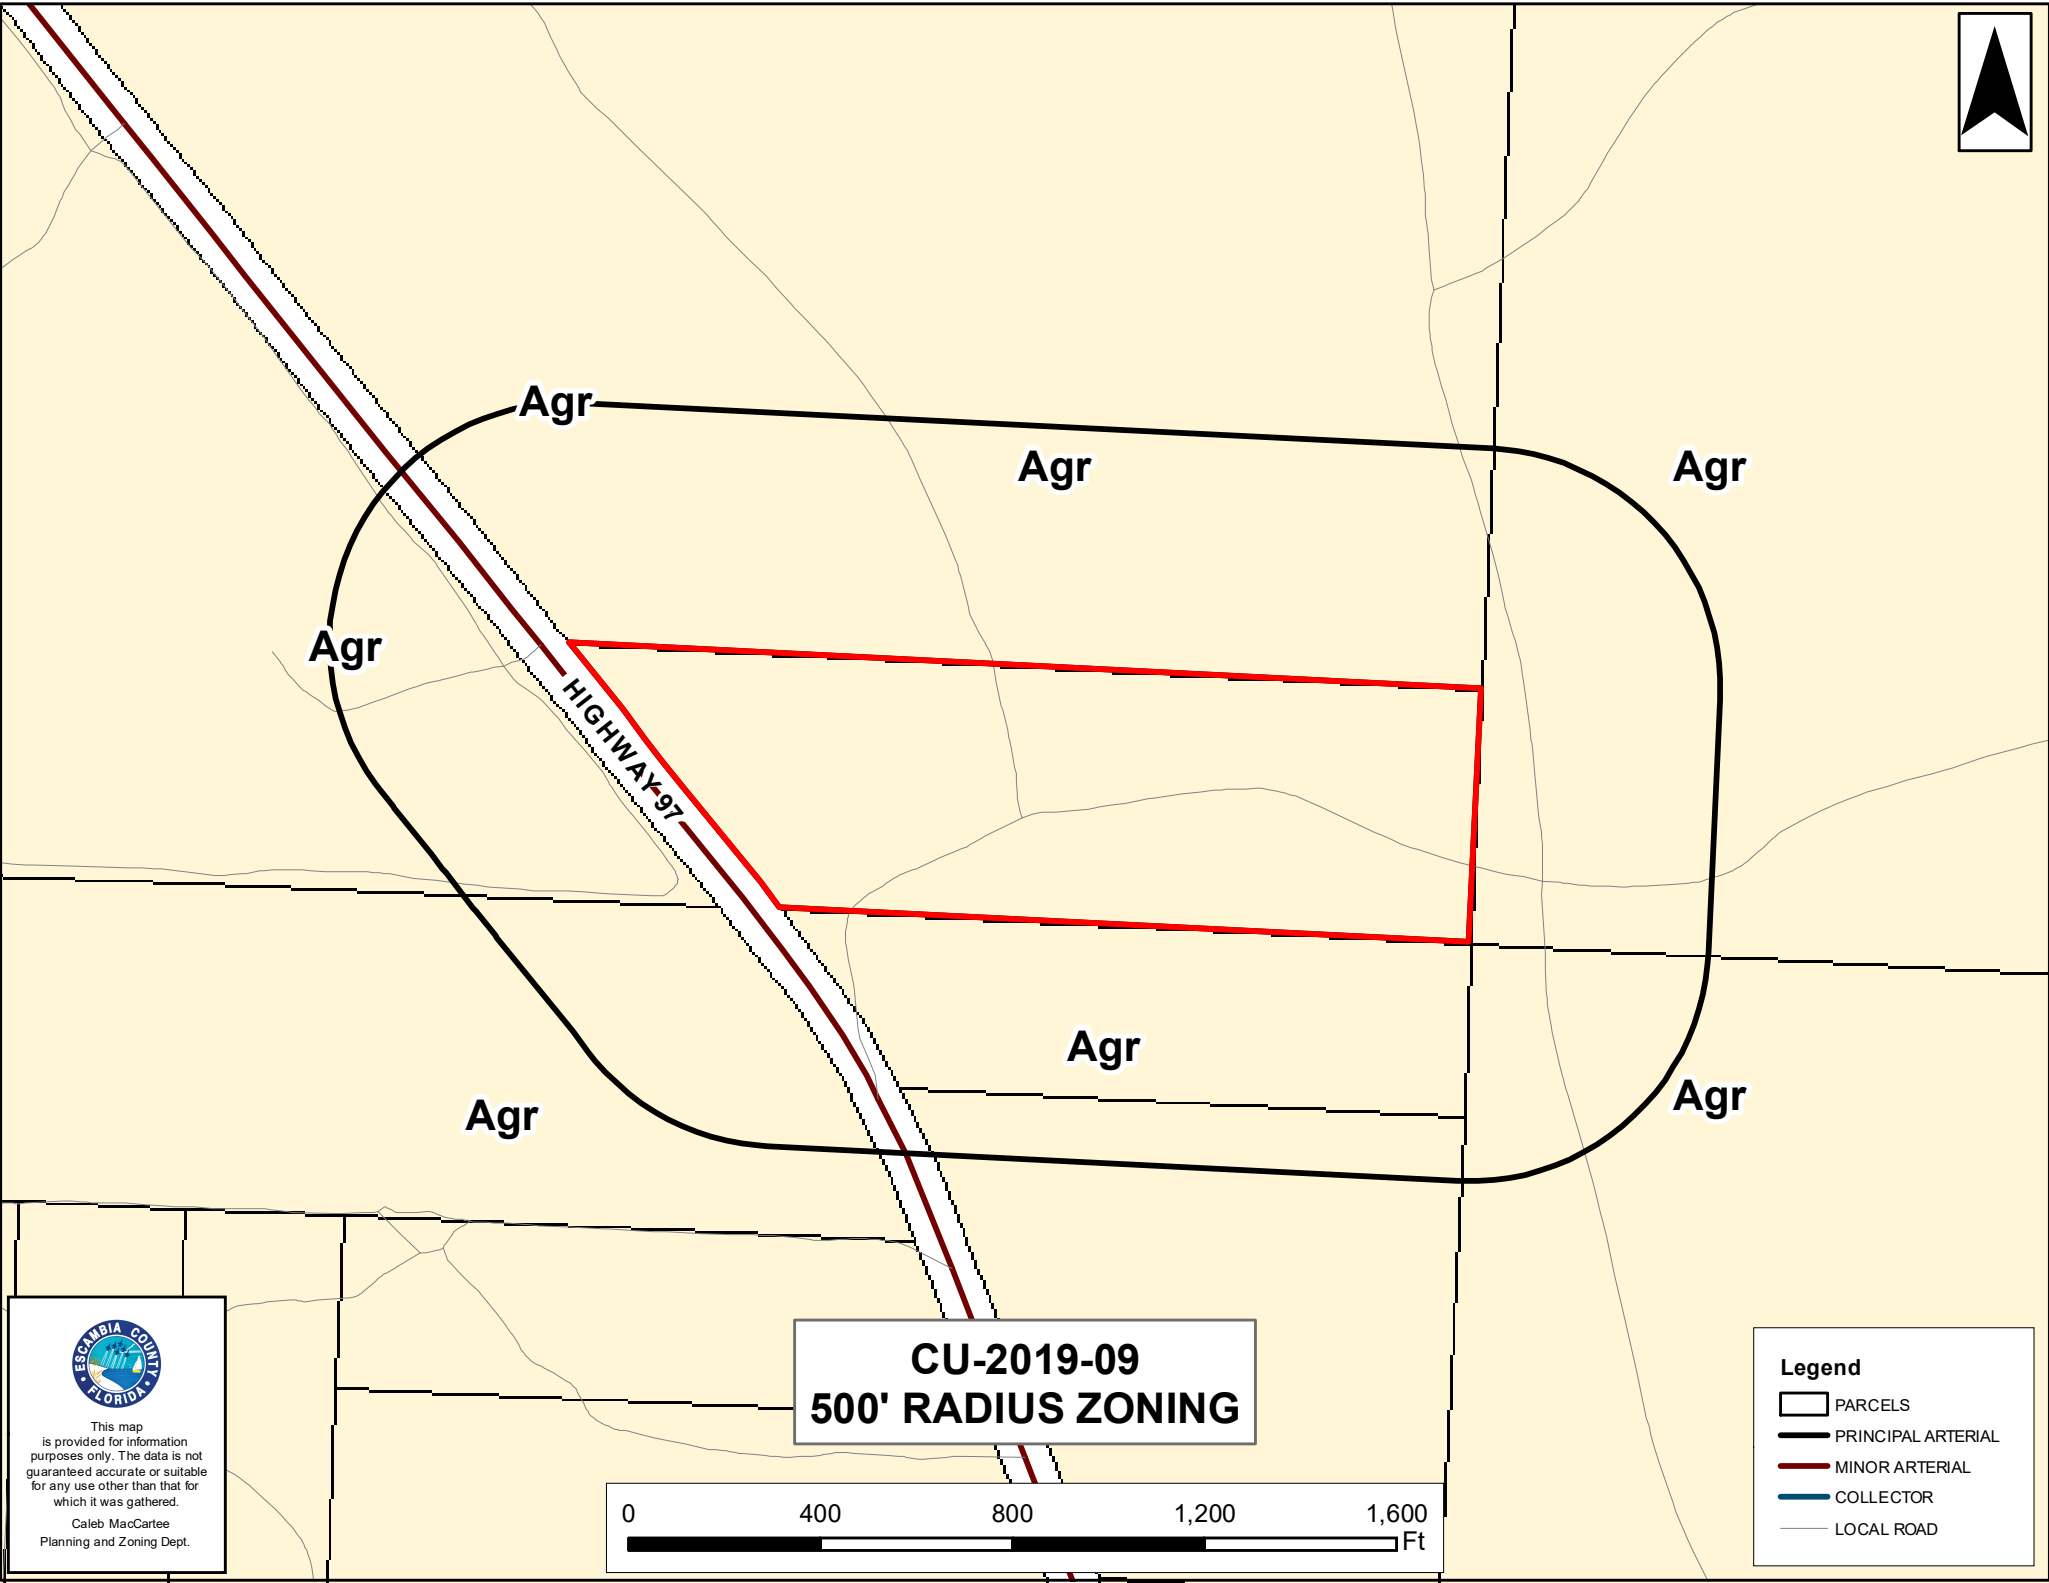 Agr
Agr
Agr
Agr
HIGHWAY 97
Agr
Agr
Agr
CU-2019-09
500' RADIUS ZONING
ESCAMBIA COUNTY
FLORIDA
This map
is provided for information
purposes only. The data is not
guaranteed accurate or suitable
for any use other than that for
which it was gathered.
Caleb MacCartee
Planning and Zoning Dept.
0 400 800 1,200 1,600
Ft
Legend
PARCELS
PRINCIPAL ARTERIAL
MINOR ARTERIAL
COLLECTOR
LOCAL ROAD